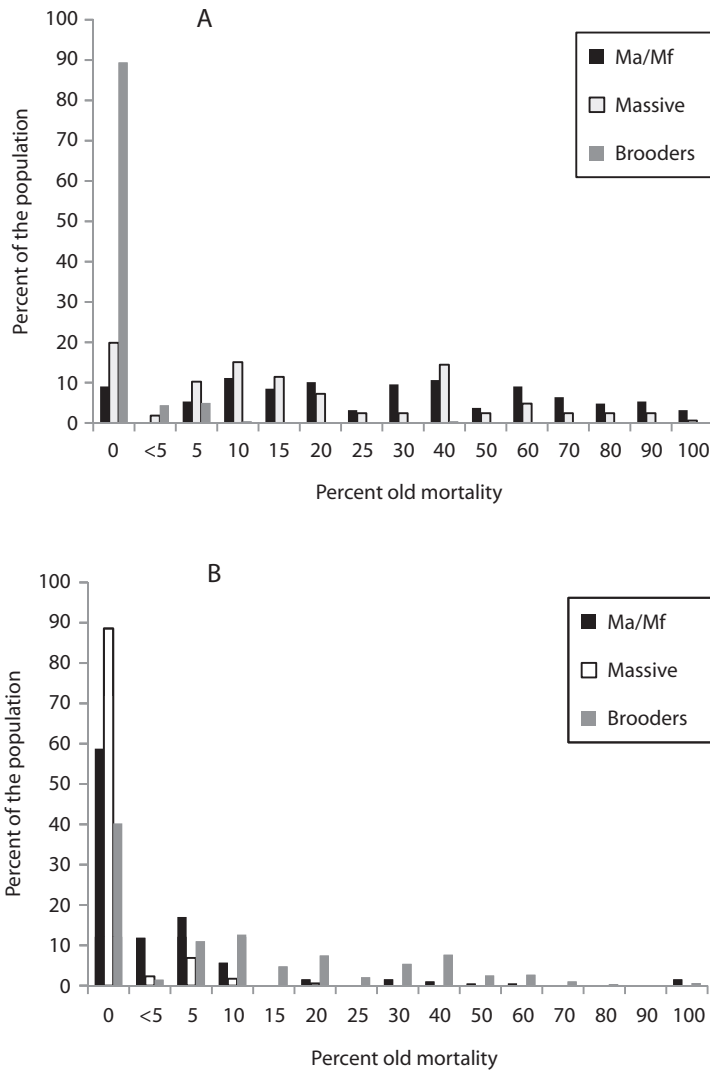 A
Percent of the population
100
90
80
70
60
50
40
30
20
10
0
0 <5 5 10 15 20 25 30 40 50 60 70 80 90 100
Percent old mortality
Ma/Mf
Massive
Brooders
B
Percent of the population
100
90
80
70
60
50
40
30
20
10
0
0 <5 5 10 15 20 25 30 40 50 60 70 80 90 100
Percent old mortality
Ma/Mf
Massive
Brooders